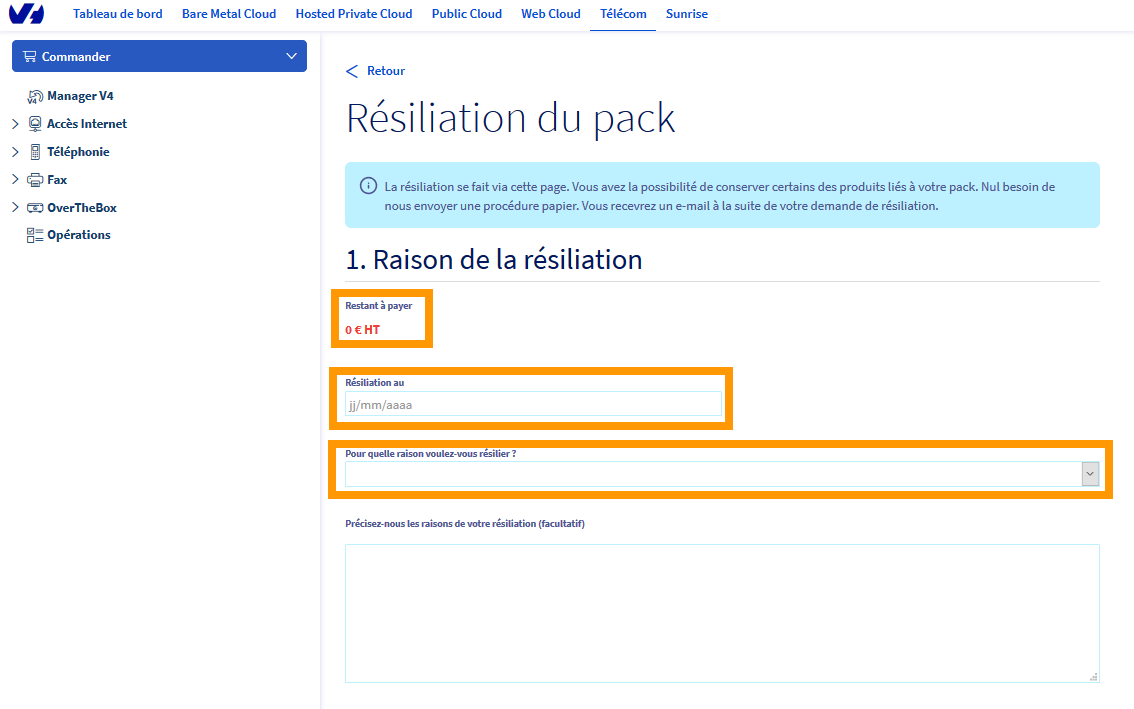 Tableau de bord Bare Metal Cloud Hosted Private Cloud Public Cloud Web Cloud Télécom Sunrise
Commander
V4 Manager V4
Accès Internet
Téléphonie
Fax
OverTheBox
Opérations
Retour
Résiliation du pack
La résiliation se fait via cette page. Vous avez la possibilité de conserver certains des produits liés à votre pack. Nul besoin de
nous envoyer une procédure papier. Vous recevrez un e-mail à la suite de votre demande de résiliation.
1. Raison de la résiliation
Restant à payer
0 € HT
Résiliation au
jj/mm/aaaa
Pour quelle raison voulez-vous résilier ?
Précisez-nous les raisons de votre résiliation (facultatif)